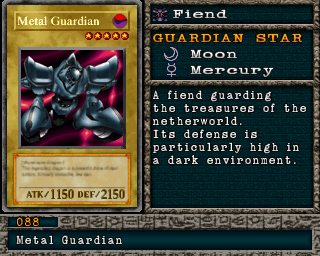 Metal Guardian
ATK/1150 DEF/2150
Fiend
GUARDIAN STAR
Moon
Mercury
A fiend guarding
the treasures of the
netherworld.
Its defense is
particularly high in
a dark environment.
088
Metal Guardian